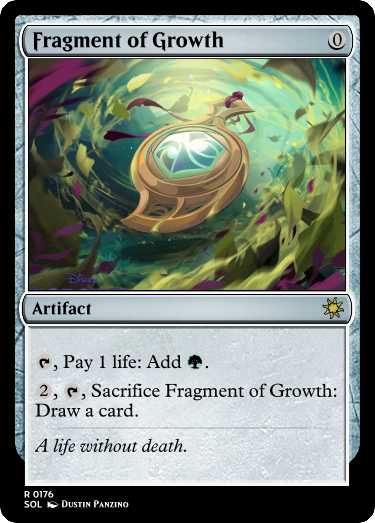 Fragment of Growth 0
Disney
Artifact
, Pay 1 life: Add .
2 , , Sacrifice Fragment of Growth:
Draw a card.
A life without death.
R 0176
SOL Dustin Panzino